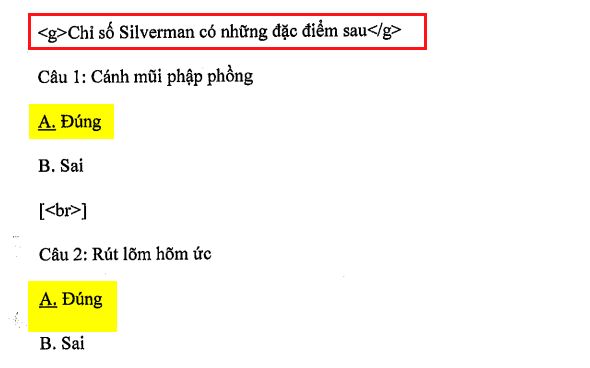 <g>Chỉ số Silverman có những đặc điểm sau</g>
Câu 1: Cánh mũi phập phồng
A. Đúng
B. Sai
[<br>]
Câu 2: Rút lõm hõm ức
A. Đúng
B. Sai